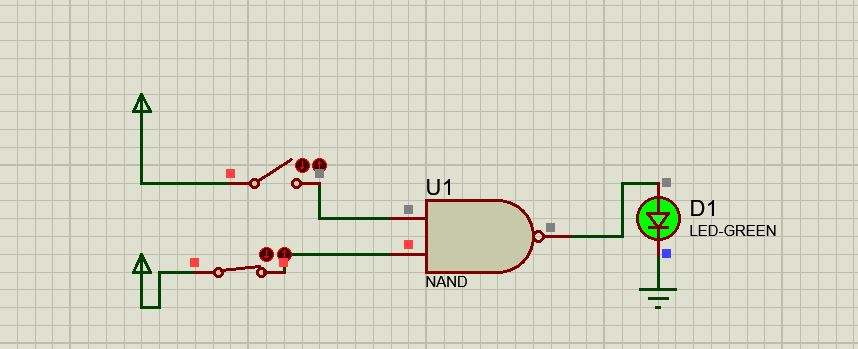 U1
NAND
D1
LED-GREEN